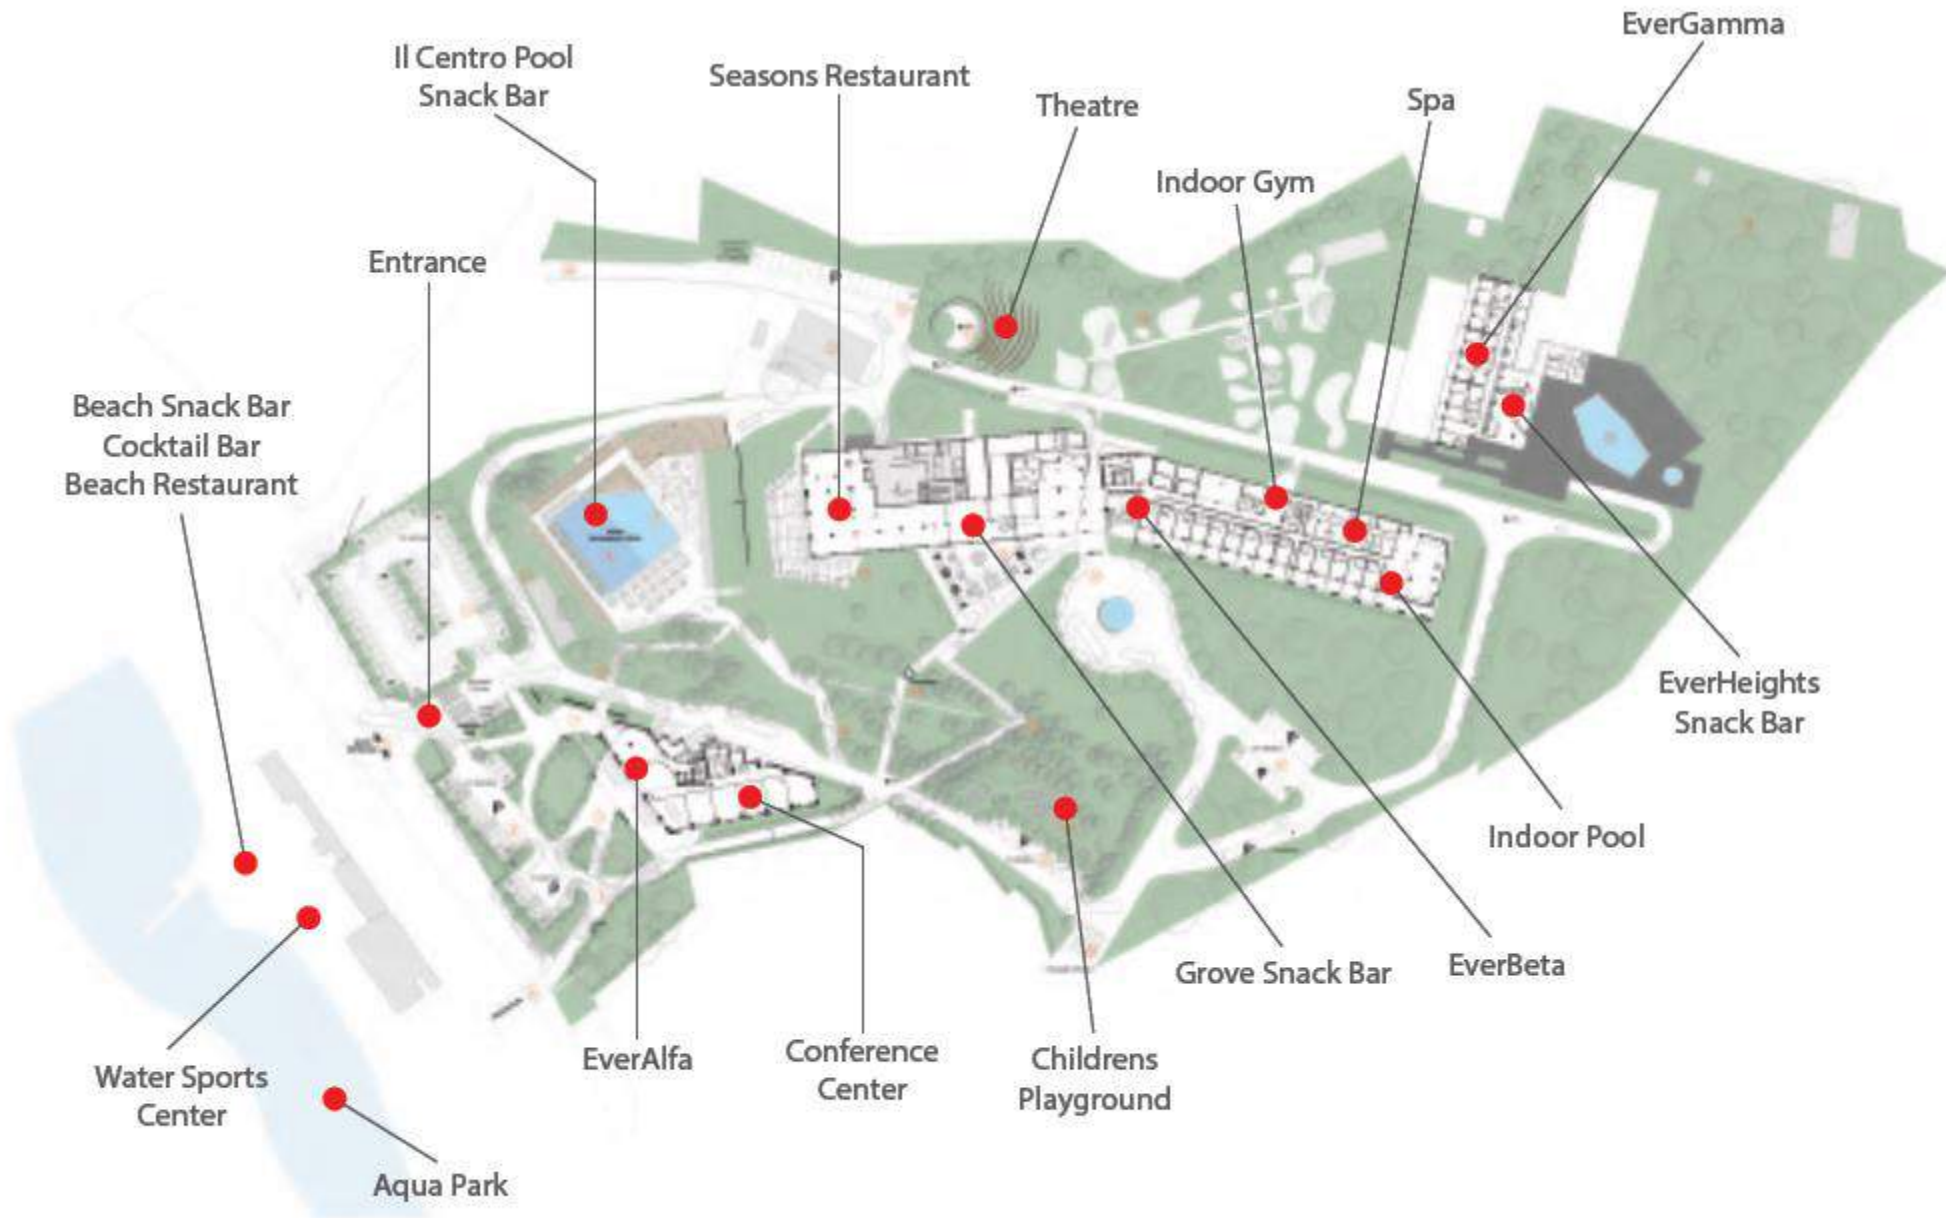 EverGamma
Il Centro Pool
Snack Bar
Seasons Restaurant
Theatre
Spa
Indoor Gym
Entrance
Beach Snack Bar
Cocktail Bar
Beach Restaurant
EverHeights
Snack Bar
Indoor Pool
Grove Snack Bar
EverBeta
EverAlfa
Conference
Center
Childrens
Playground
Water Sports
Center
Aqua Park